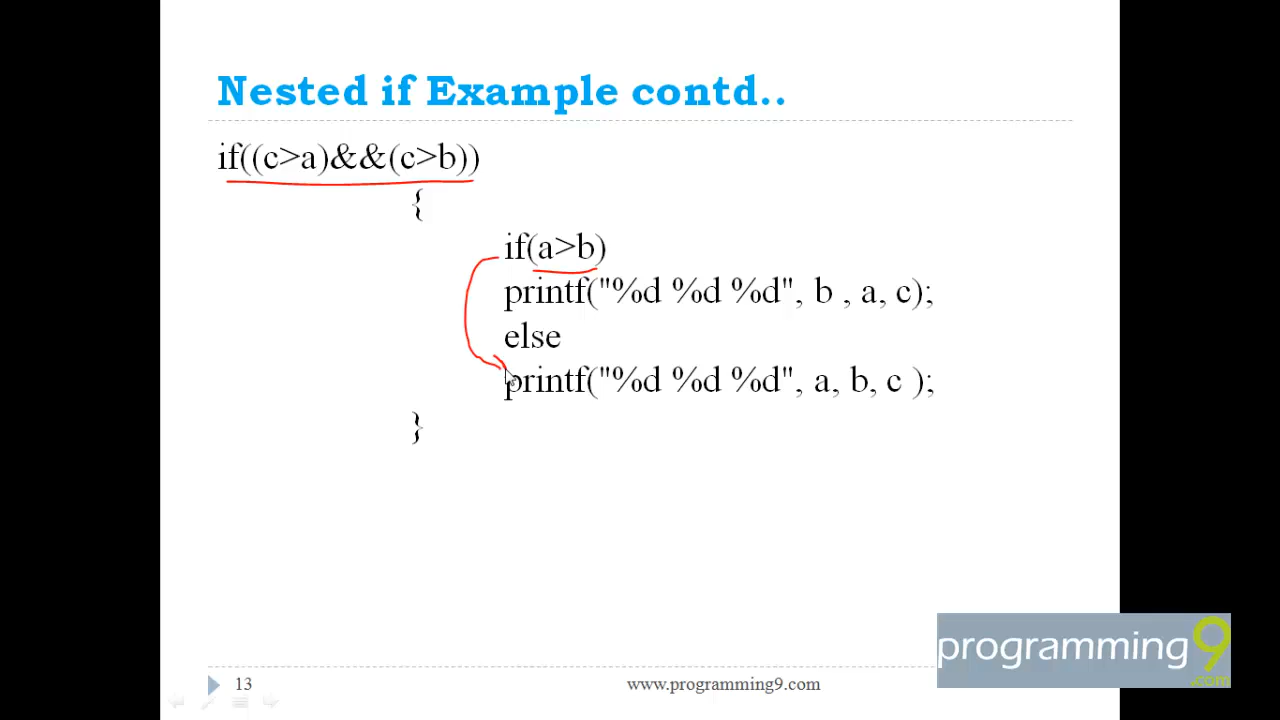 Nested if Example contd..
if((c>a)&&(c>b))
{
if(a>b)
printf("%d %d %d", b , a, c);
else
printf("%d %d %d", a, b, c );
}
programming9
.com
13
www.programming9.com